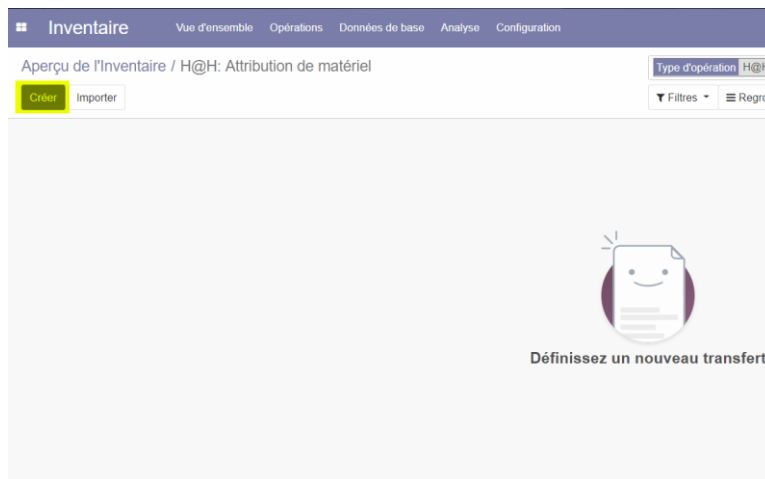 Inventaire Vue d'ensemble Opérations Données de base Analyse Configuration
Aperçu de l'Inventaire / H@H: Attribution de matériel
Type d'opération H@H
Créer Importer
Filtres Regro
Définissez un nouveau transfert